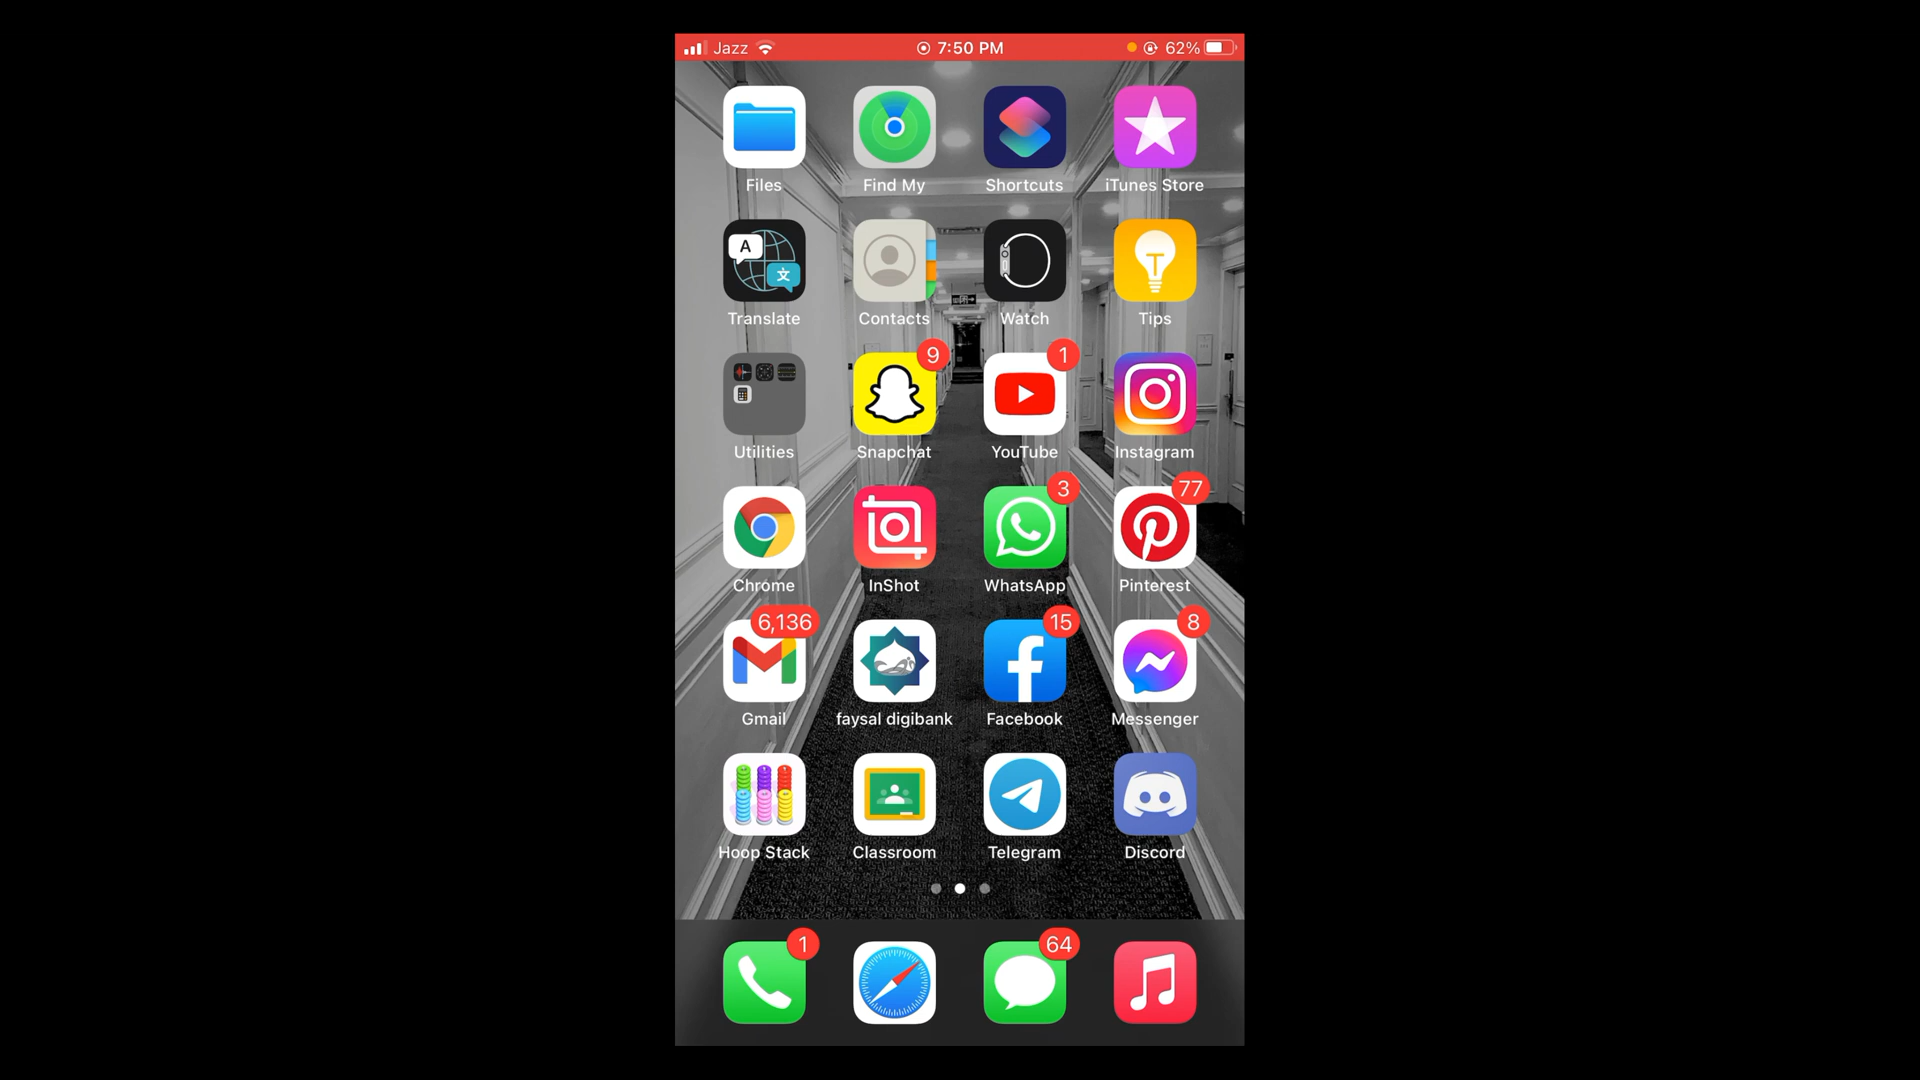 Jazz 7:50 PM 62%
Files Find My Shortcuts iTunes Store
A 文 T
Translate Contacts Watch Tips
9 1
Utilities Snapchat YouTube Instagram
3 77
Chrome InShot WhatsApp Pinterest
6,136 15 8
Gmail faysal digibank Facebook Messenger
Hoop Stack Classroom Telegram Discord
1 64